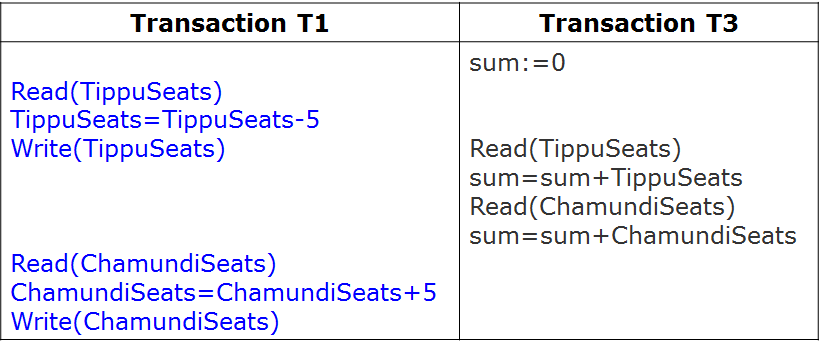 Transaction T1
Transaction T3
sum:=0
Read(TippuSeats)
TippuSeats=TippuSeats-5
Write(TippuSeats)
Read(TippuSeats)
sum=sum+TippuSeats
Read(ChamundiSeats)
sum=sum+ChamundiSeats
Read(ChamundiSeats)
ChamundiSeats=ChamundiSeats+5
Write(ChamundiSeats)